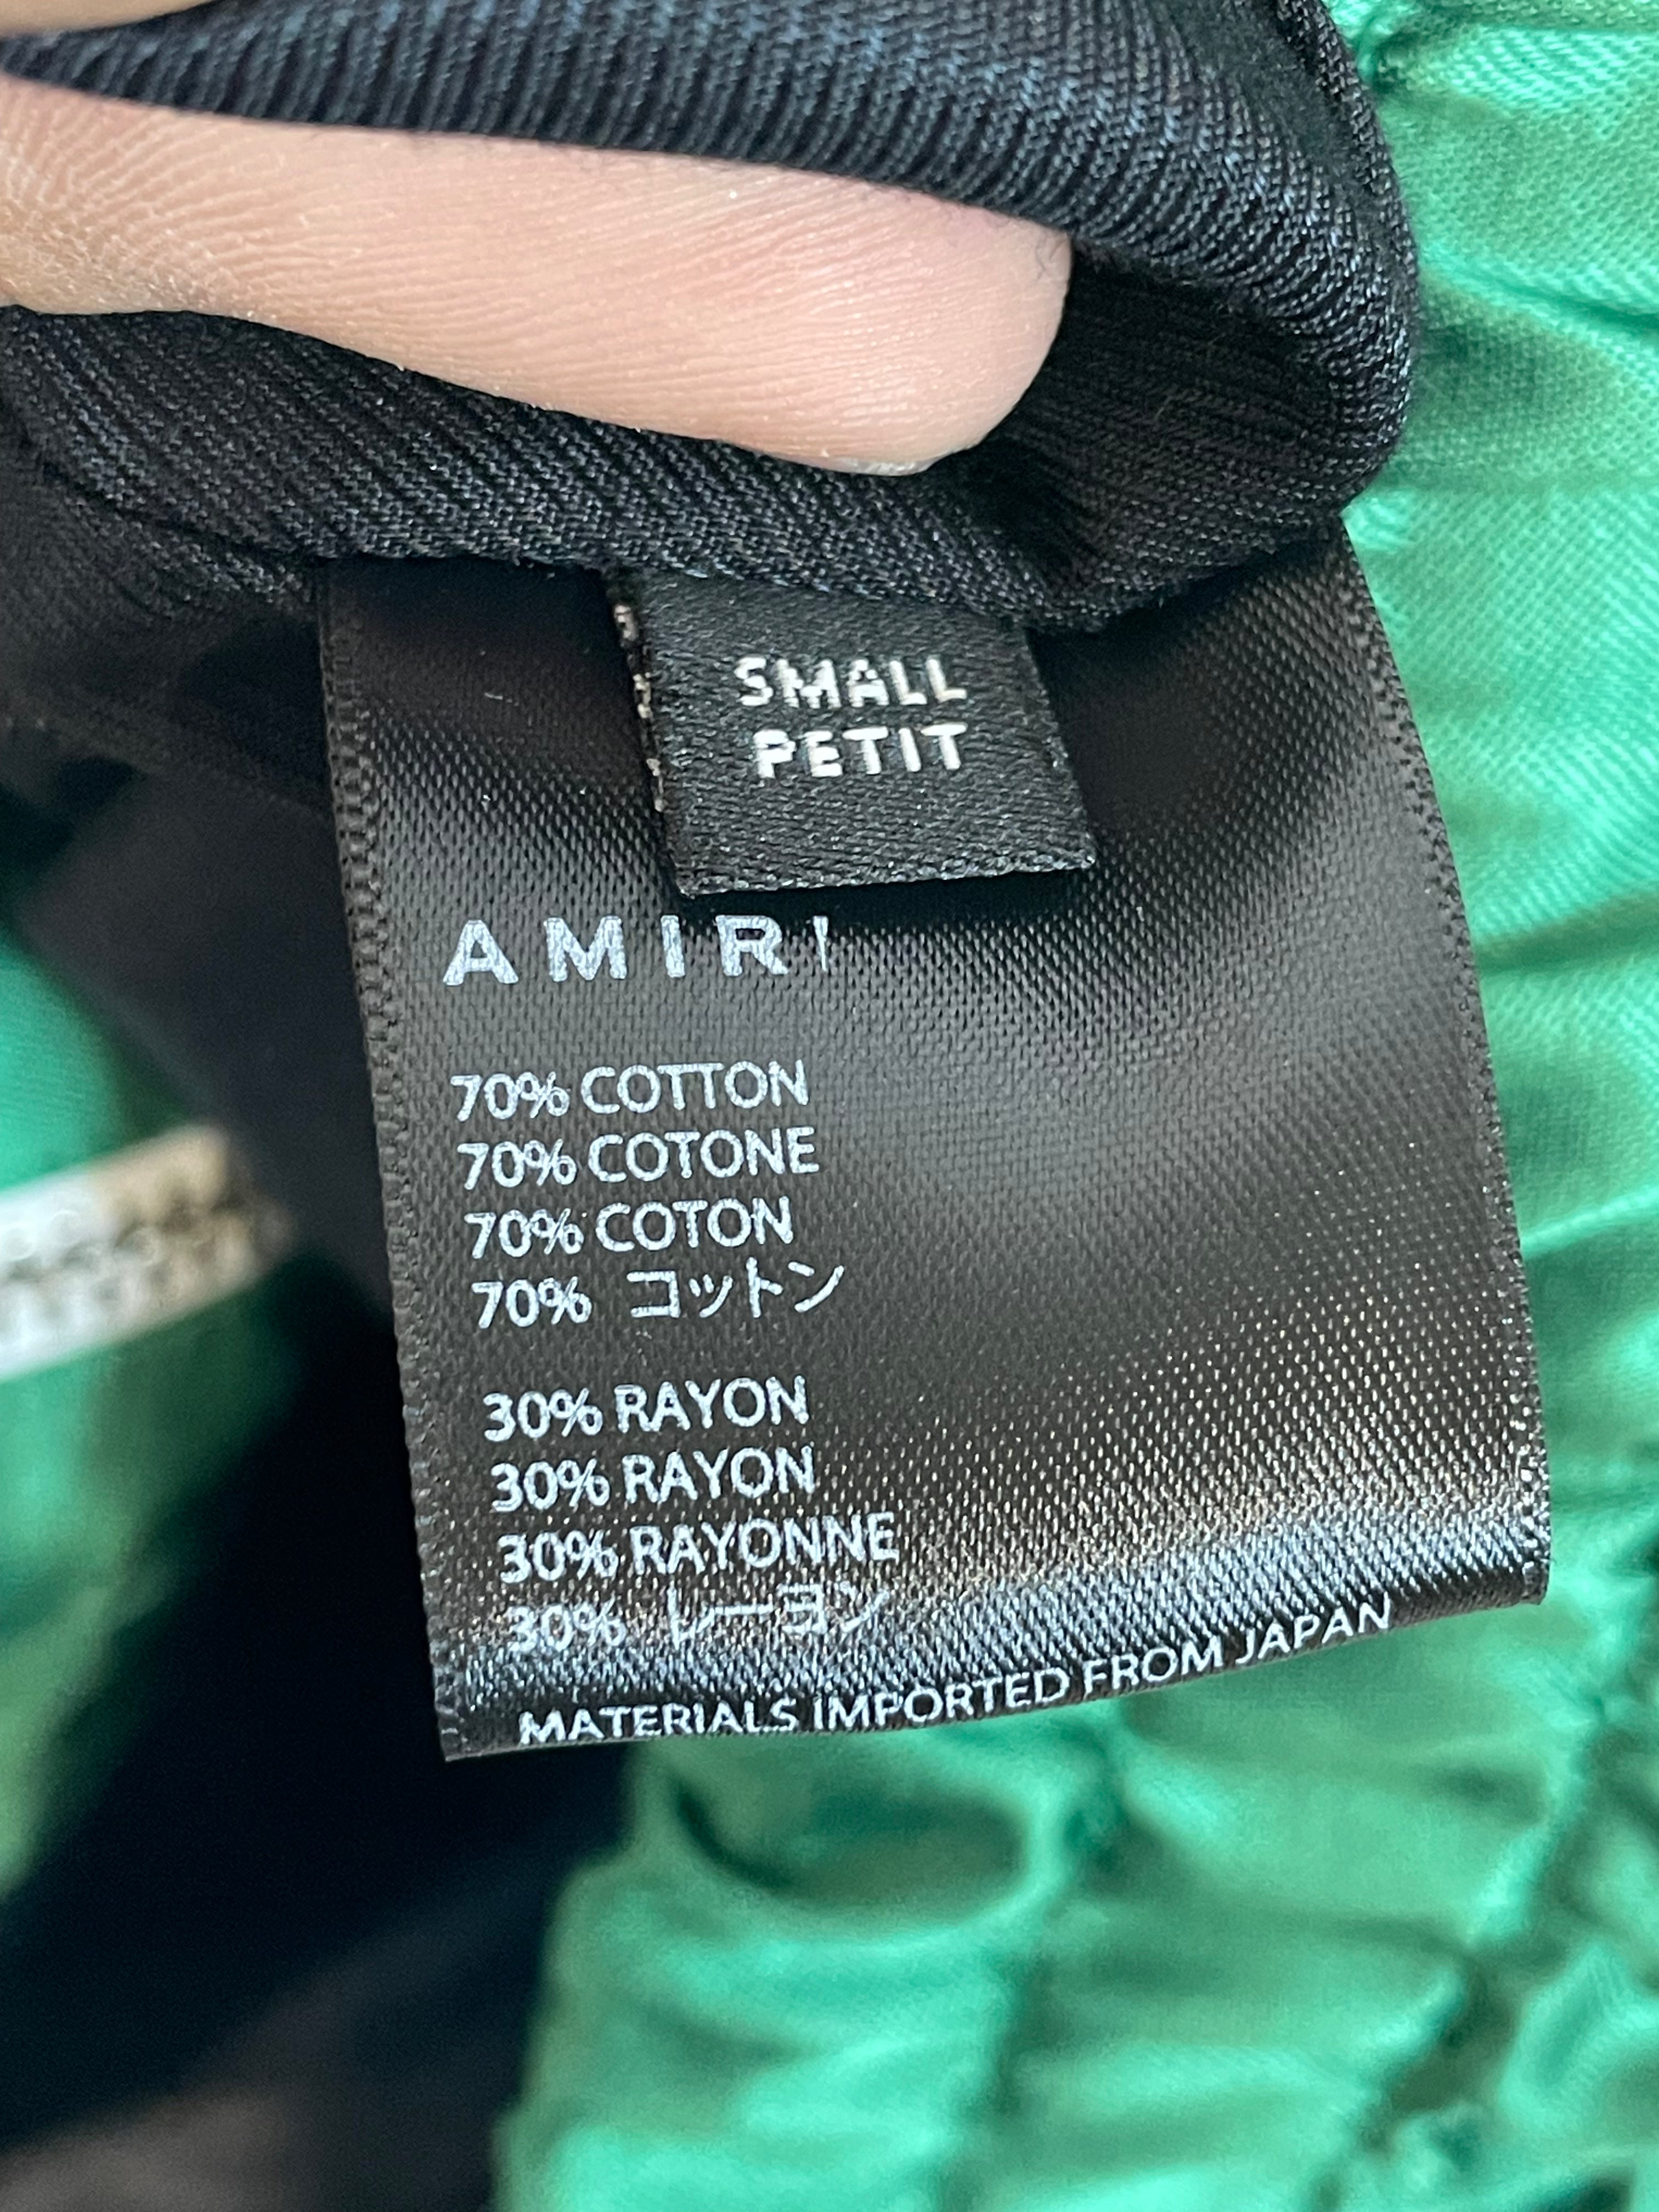 SMALL
PETIT
AMIRI
70% COTTON
70% COTONE
70% COTON
70% コットン
30% RAYON
30% RAYON
30% RAYONNE
30% レーヨン
MATERIALS IMPORTED FROM JAPAN